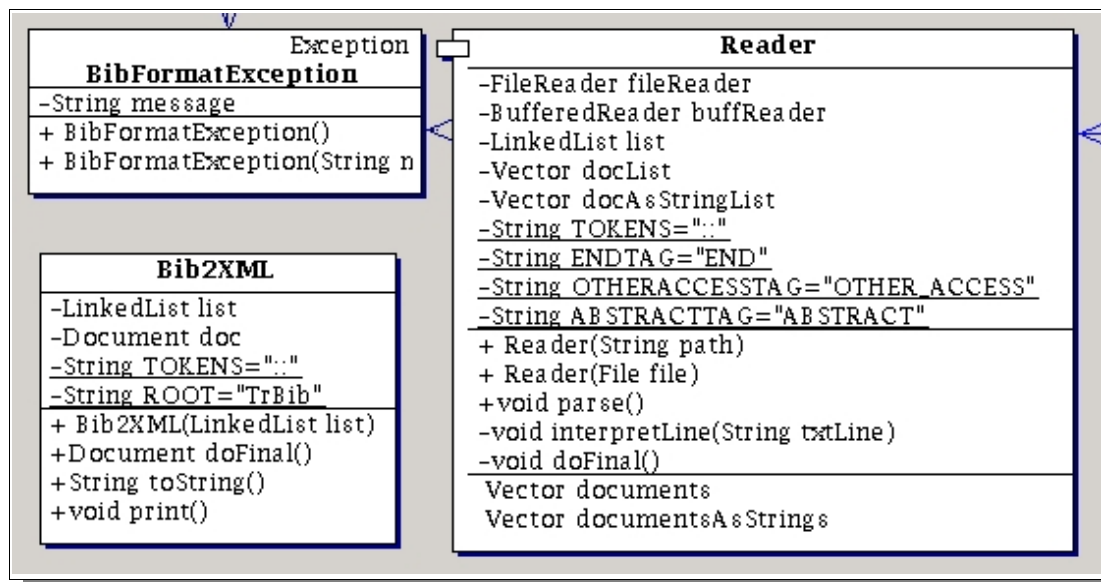 Exception
BibFormatException
-String message
+ BibFormatException()
+ BibFormatException(String n
Bib2XML
-LinkedList list
-Document doc
-String TOKENS="::"
-String ROOT="TrBib"
+ Bib2XML(LinkedList list)
+Document doFinal()
+String toString()
+void print()
Reader
-FileReader fileReader
-BufferedReader buffReader
-LinkedList list
-Vector docList
-Vector docAsStringList
-String TOKENS="::"
-String ENDTAG="END"
-String OTHERACCESSTAG="OTHER_ACCESS"
-String ABSTRACTTAG="ABSTRACT"
+ Reader(String path)
+ Reader(File file)
+void parse()
-void interpretLine(String txtLine)
-void doFinal()
Vector documents
Vector documentsAsStrings